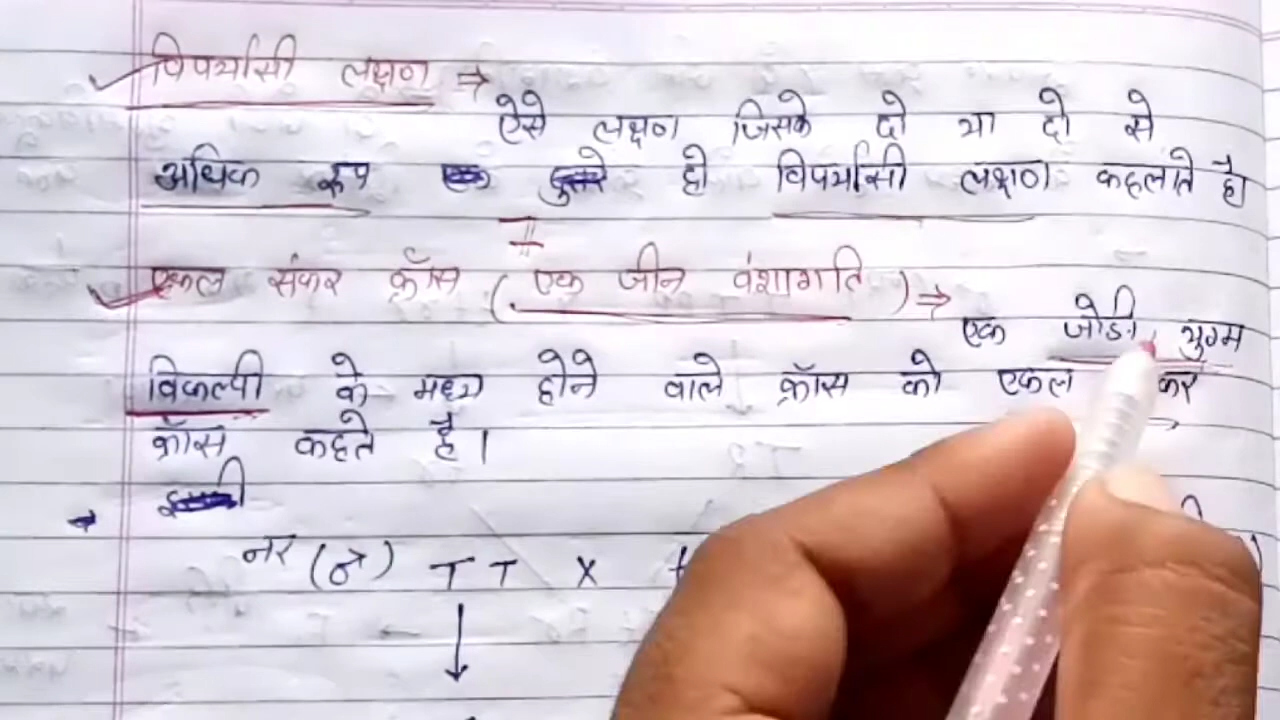 विपर्यासी लक्षण ⇒
ऐसे लक्षण जिसके दो या दो से
अधिक रूप हो विपर्यासी लक्षण कहलाते है।
एकल संकर क्रॉस ( एक जीन वंशागति ) ⇒
एक जोडी युग्म
विकल्पी के मध्य होने वाले क्रॉस को एकल कर
क्रॉस कहते है।
नर (♂) T T X